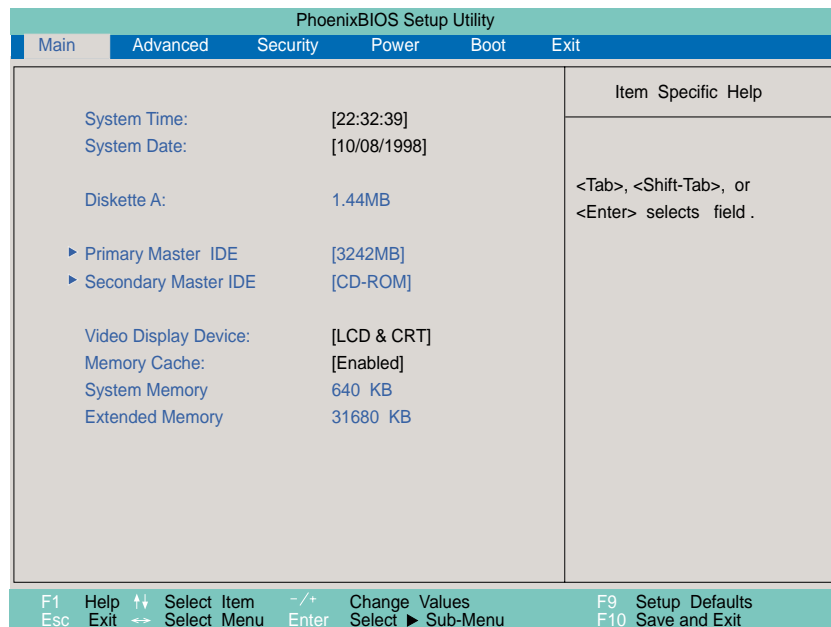 PhoenixBIOS Setup Utility
Main Advanced Security Power Boot Exit
Item Specific Help
System Time: [22:32:39]
System Date: [10/08/1998]
<Tab>, <Shift-Tab>, or
<Enter> selects field .
Diskette A: 1.44MB
Primary Master IDE [3242MB]
Secondary Master IDE [CD-ROM]
Video Display Device: [LCD & CRT]
Memory Cache: [Enabled]
System Memory 640 KB
Extended Memory 31680 KB
F1 Help ↑↓ Select Item -/+ Change Values F9 Setup Defaults
Esc Exit ↔ Select Menu Enter Select ▶ Sub-Menu F10 Save and Exit